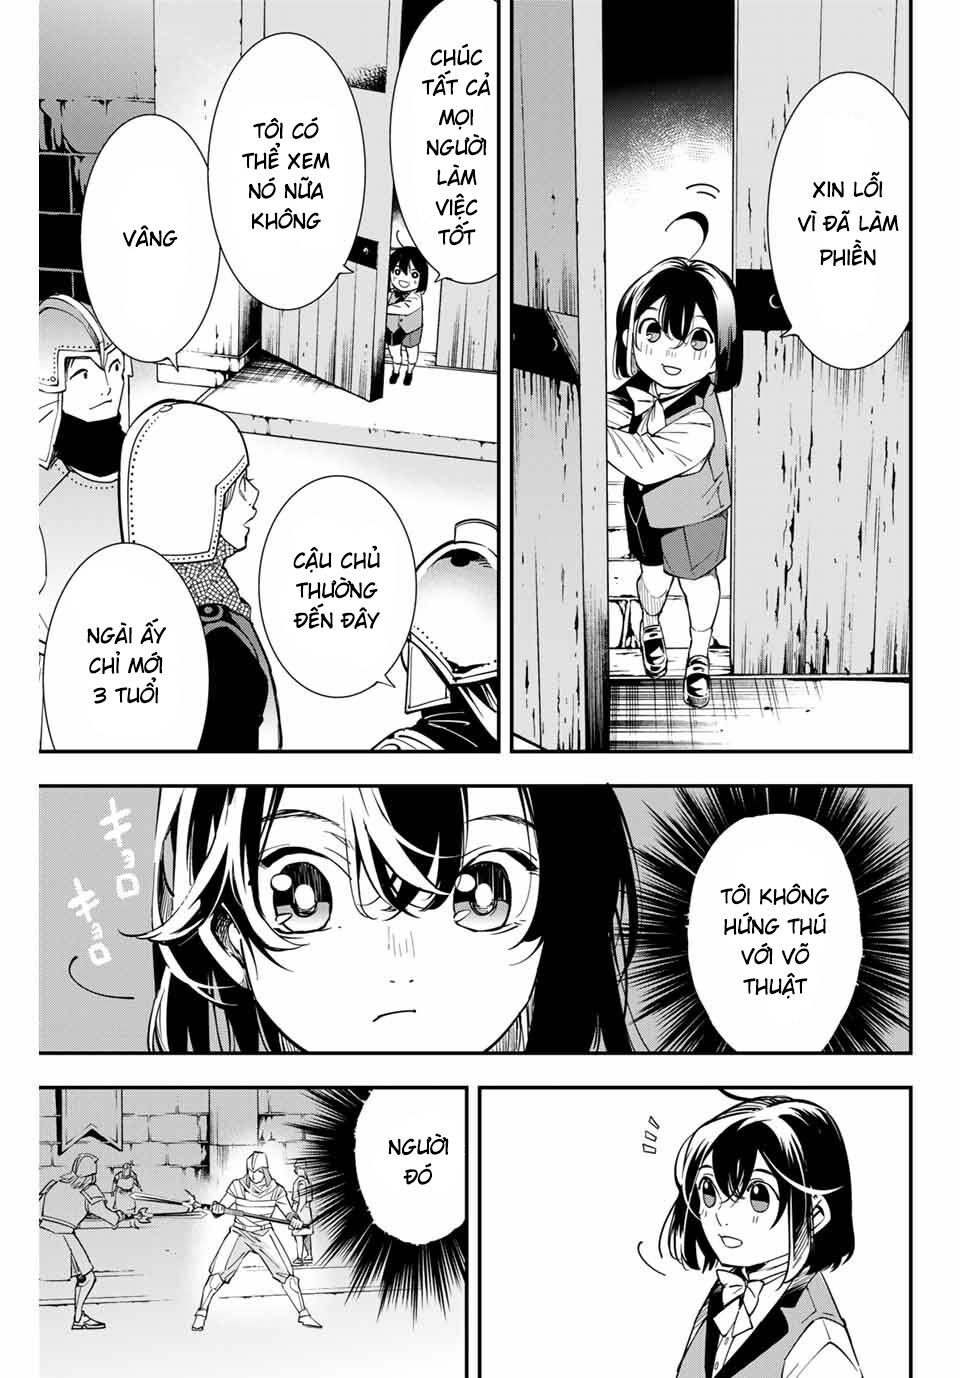 XIN LỖI
VÌ ĐÃ LÀM
PHIỀN
CHÚC
TẤT CẢ
MỌI
NGƯỜI
LÀM
VIỆC
TỐT
TÔI CÓ
THỂ XEM
NÓ NỮA
KHÔNG
VÂNG
CẬU CHỦ
THƯỜNG
ĐẾN ĐÂY
NGÀI ẤY
CHỈ MỚI
3 TUỔI
TÔI KHÔNG
HỨNG THÚ
VỚI VÕ
THUẬT
キョロ
キョロ
NGƯỜI
ĐÓ